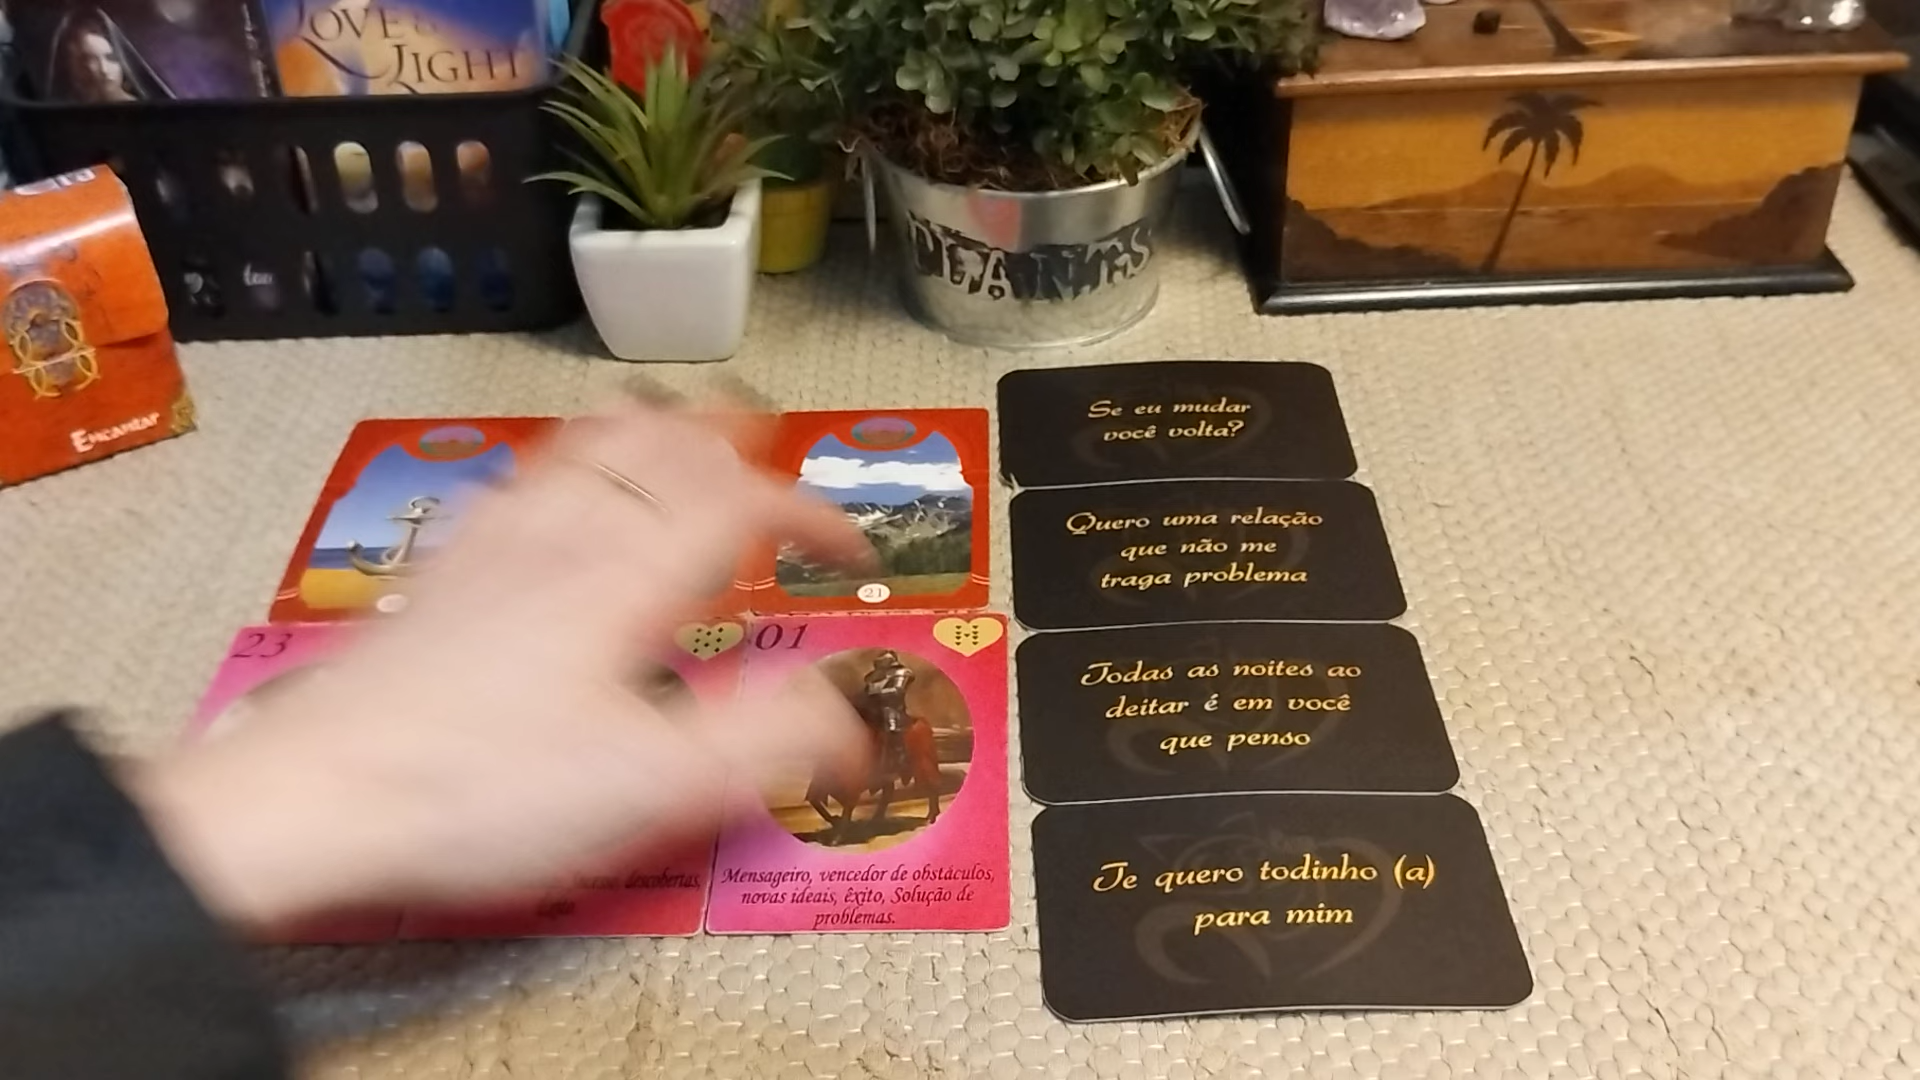 LOVE
LIGHT
Encantar
PLANTES
21
23
01
descobertas,
Mensageiro, vencedor de obstáculos,
novas ideais, êxito, Solução de
problemas.
Se eu mudar
você volta?
Quero uma relação
que não me
traga problema
Todas as noites ao
deitar é em você
que penso
Te quero todinho (a)
para mim